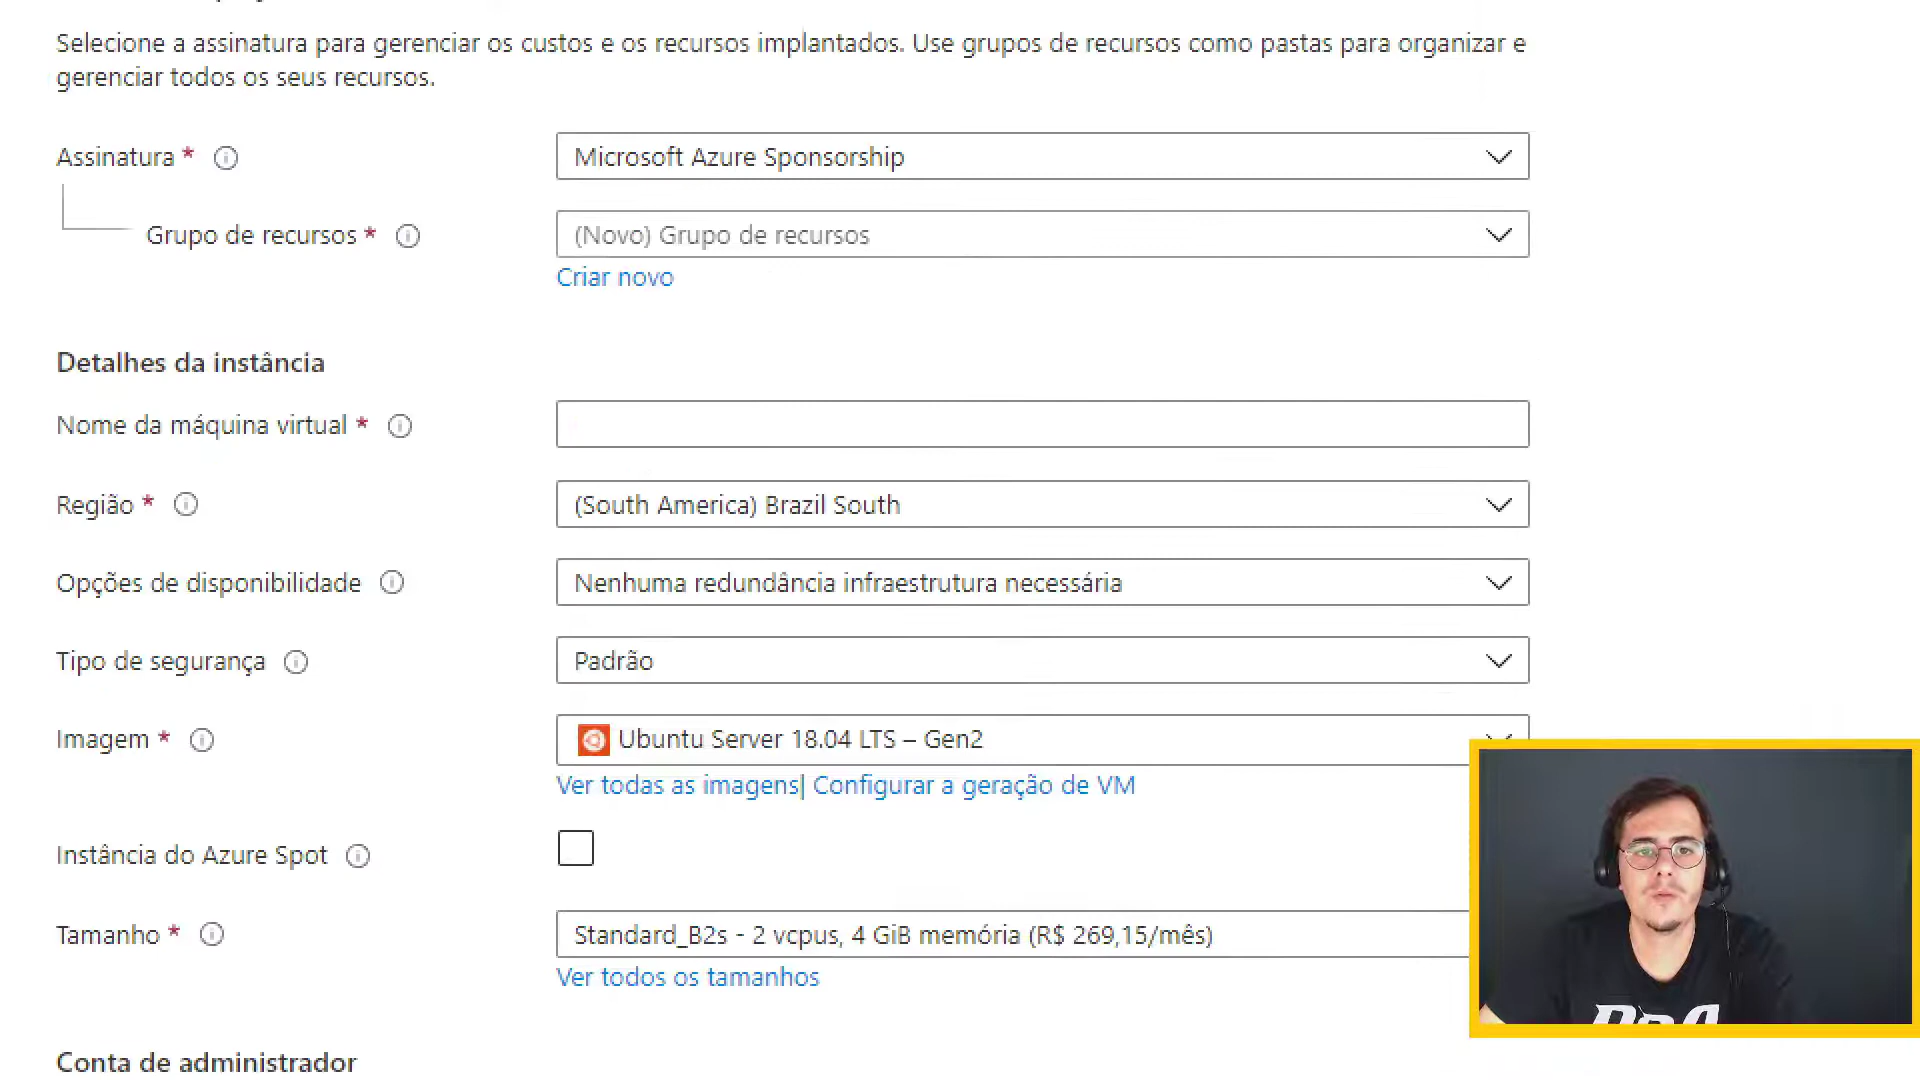 Selecione a assinatura para gerenciar os custos e os recursos implantados. Use grupos de recursos como pastas para organizar e
gerenciar todos os seus recursos.
Assinatura *
Microsoft Azure Sponsorship
Grupo de recursos *
(Novo) Grupo de recursos
Criar novo
Detalhes da instância
Nome da máquina virtual *
Região *
(South America) Brazil South
Opções de disponibilidade
Nenhuma redundância infraestrutura necessária
Tipo de segurança
Padrão
Imagem *
Ubuntu Server 18.04 LTS – Gen2
Ver todas as imagens| Configurar a geração de VM
Instância do Azure Spot
Tamanho *
Standard_B2s - 2 vcpus, 4 GiB memória (R$ 269,15/mês)
Ver todos os tamanhos
Conta de administrador